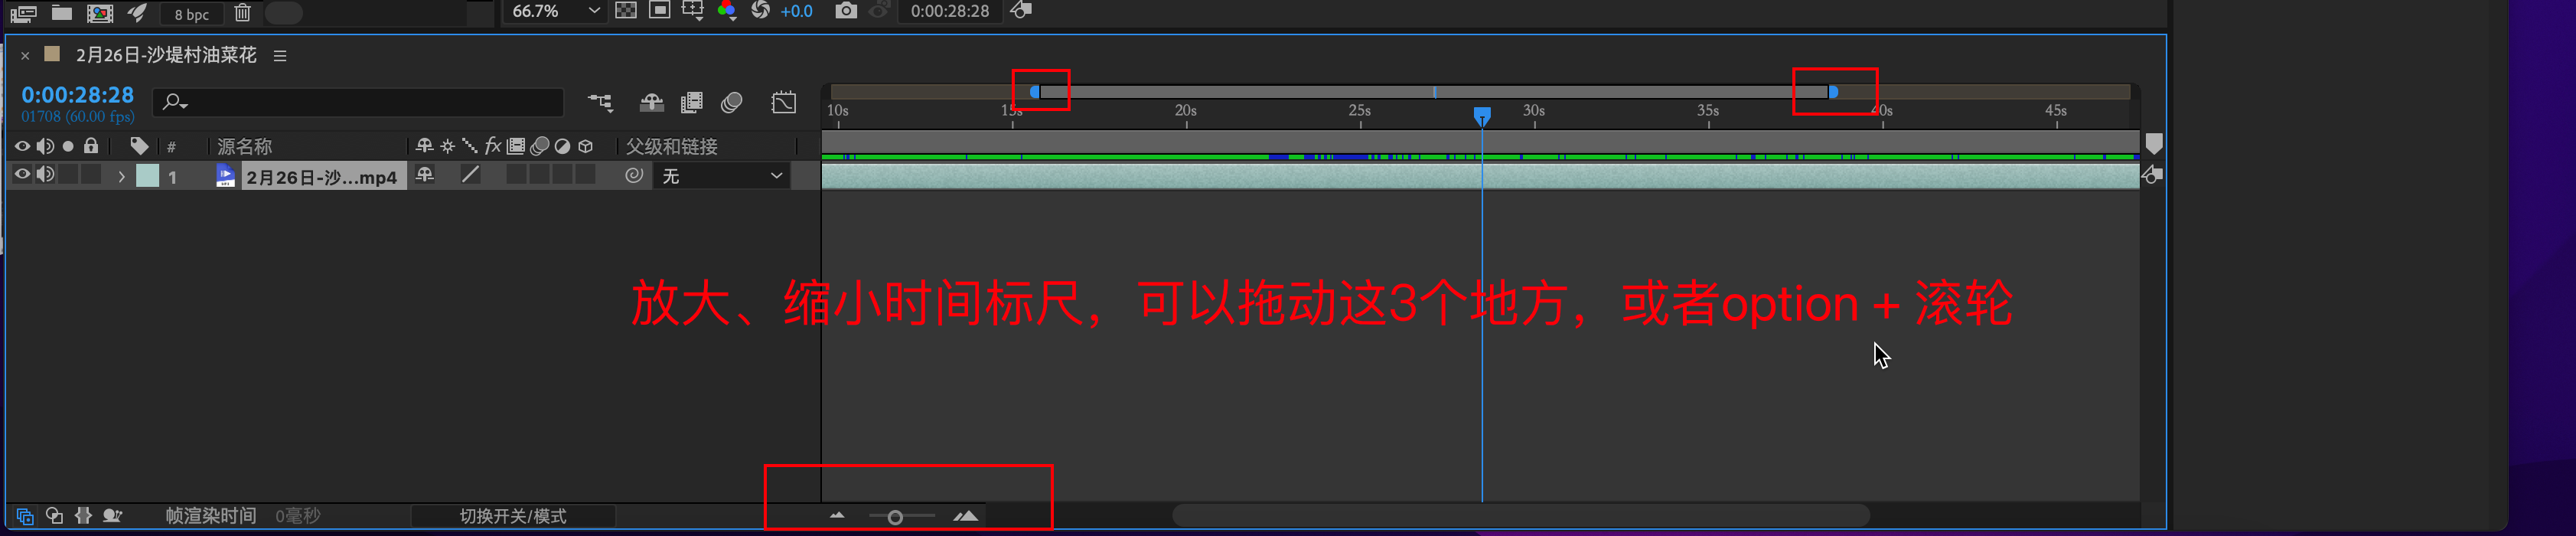 8 bpc
66.7%
+0.0
0:00:28:28
2月26日-沙堤村油菜花
0:00:28:28
01708 (60.00 fps)
10s
15s
20s
25s
30s
35s
40s
45s
#
源名称
fx
父级和链接
1
2月26日-沙...mp4
无
放大、缩小时间标尺，可以拖动这3个地方，或者option + 滚轮
帧渲染时间
0毫秒
切换开关/模式